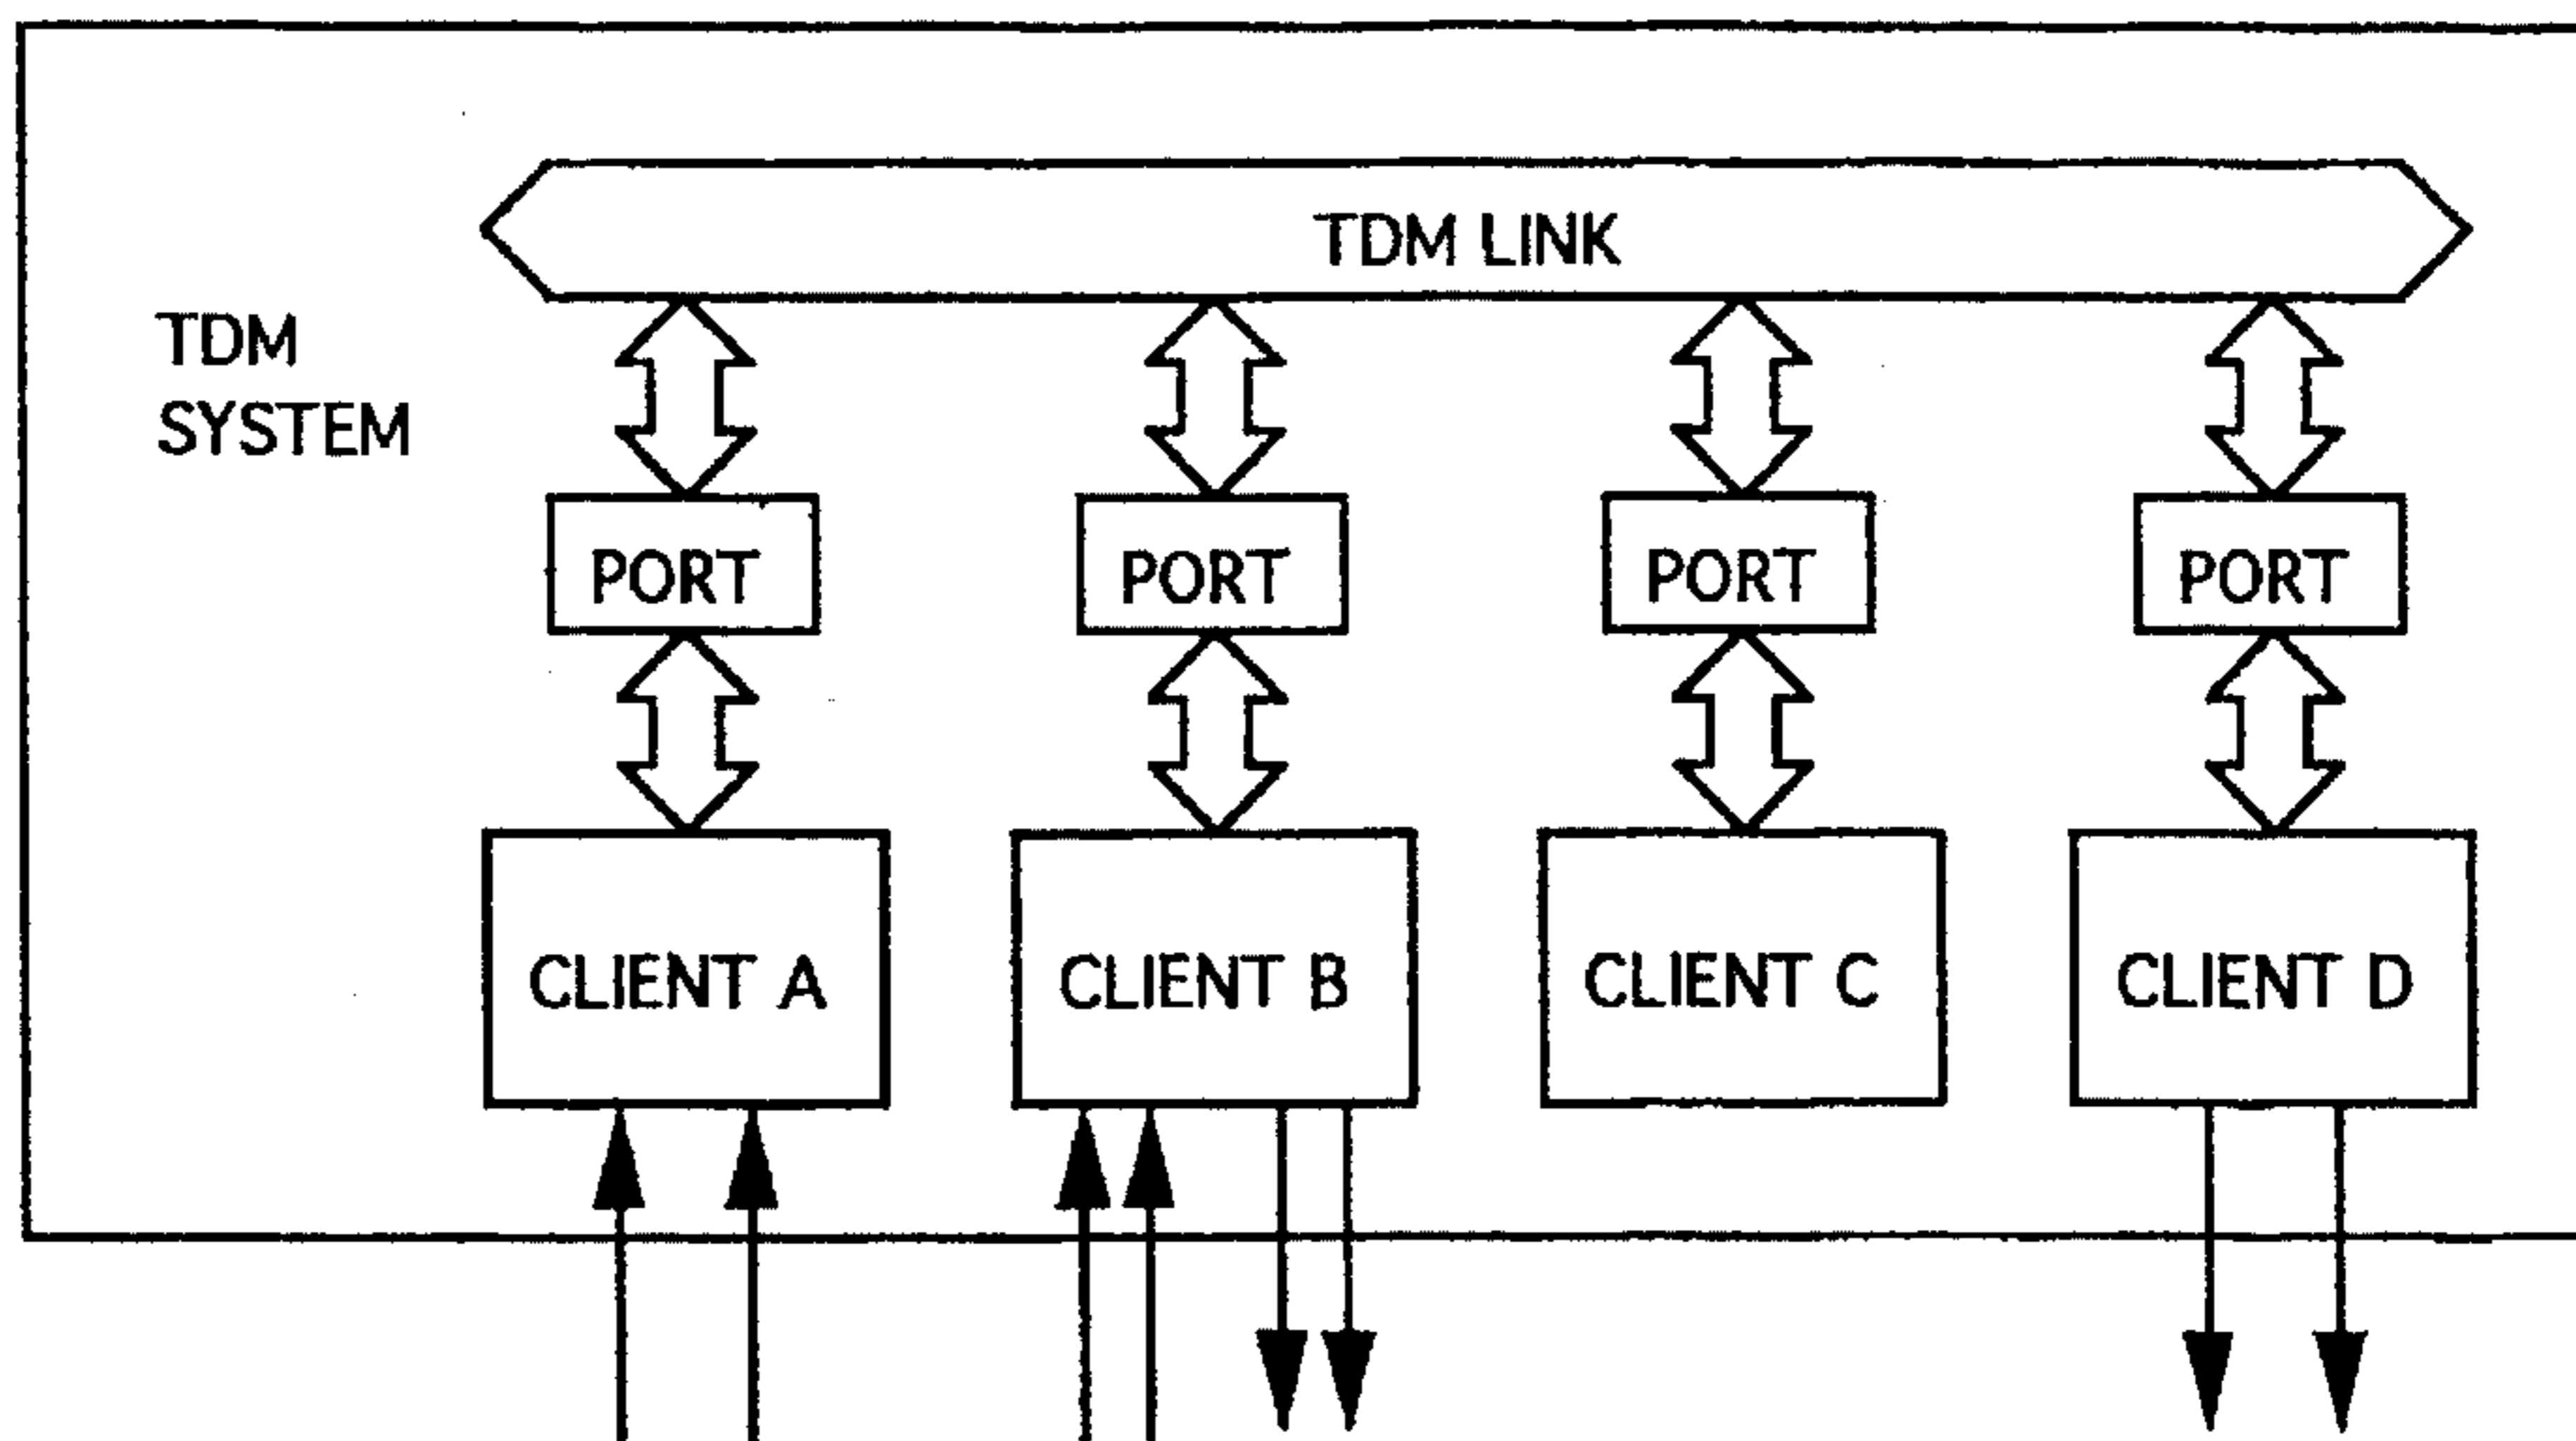 TDM LINK
TDM
SYSTEM
PORT
PORT
PORT
PORT
CLIENT A
CLIENT B
CLIENT C
CLIENT D